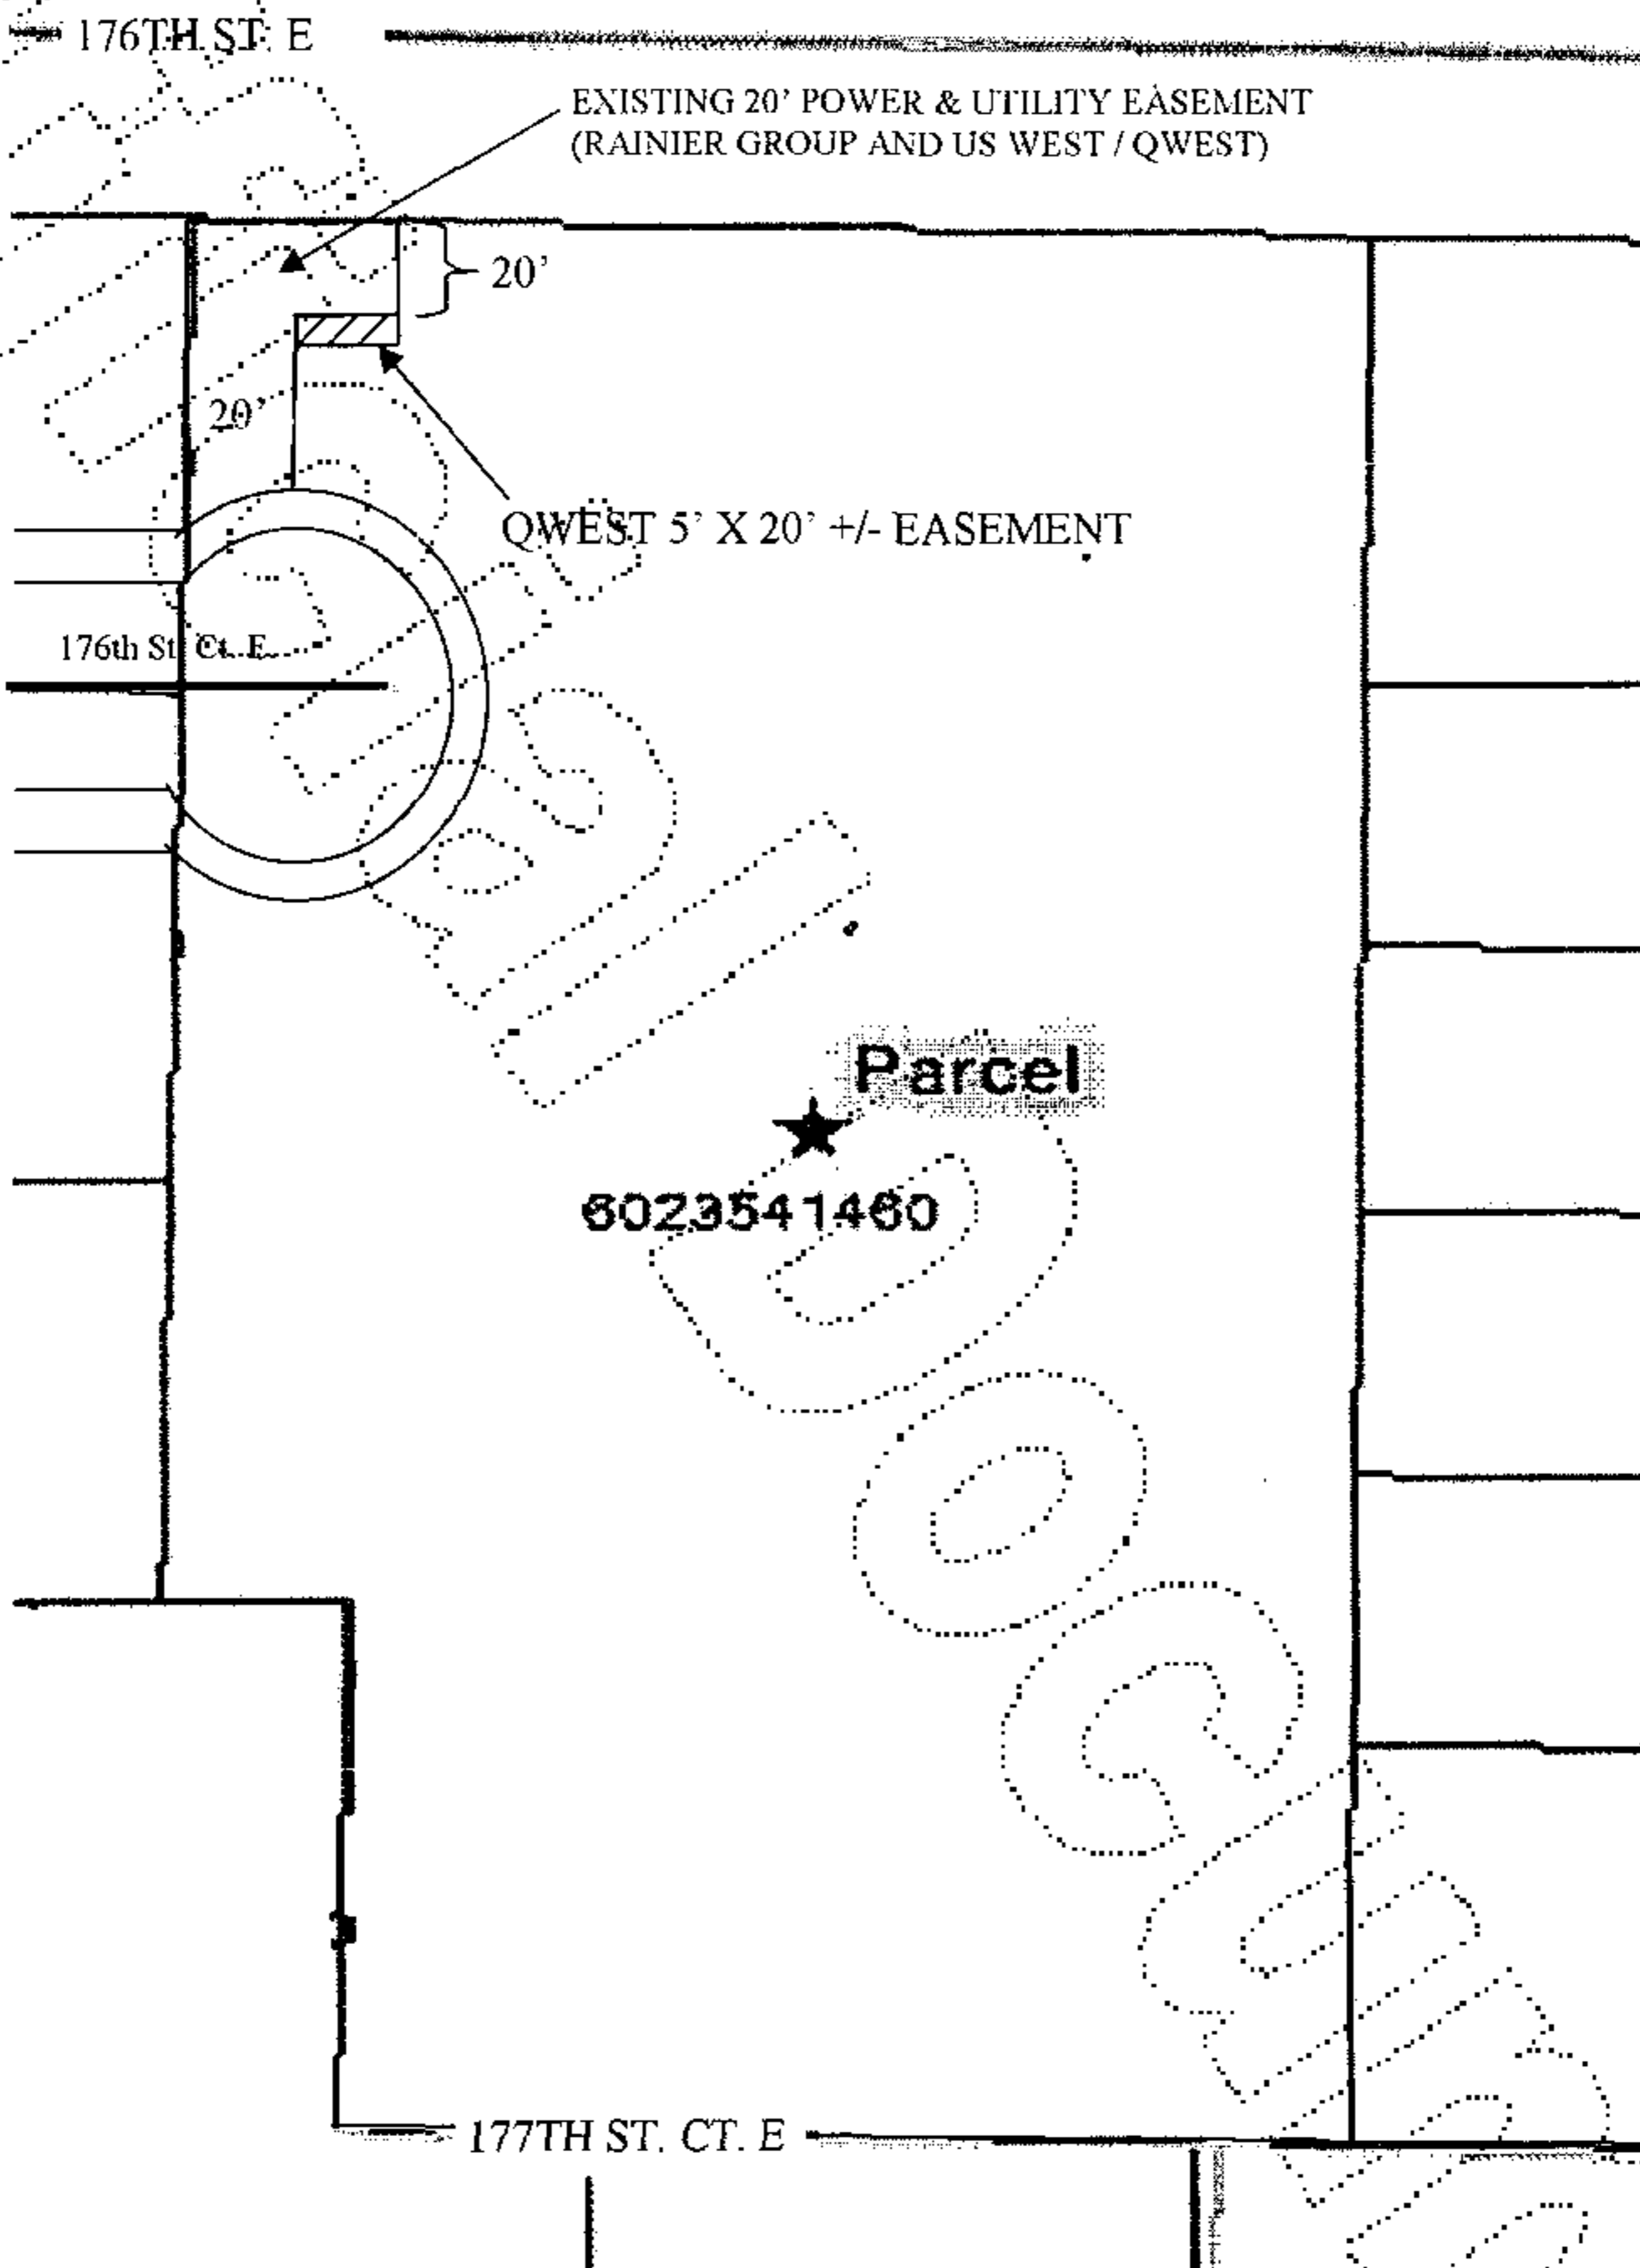 176TH ST. E
EXISTING 20' POWER & UTILITY EASEMENT
(RAINIER GROUP AND US WEST / QWEST)
20'
20'
QWEST 5' X 20' +/- EASEMENT
176th St. Ct. E.
Parcel
6023541460
177TH ST. CT. E